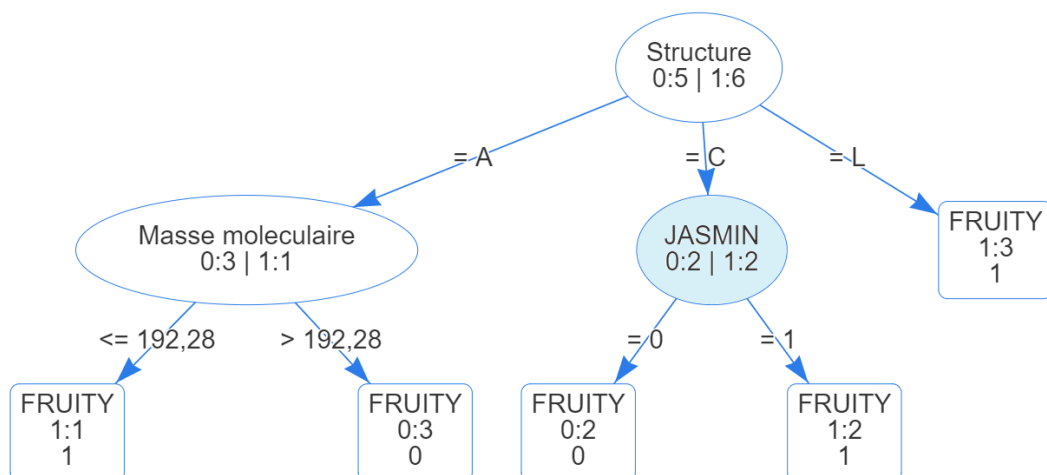 Structure
0:5 | 1:6
= A
= C
= L
Masse moleculaire
0:3 | 1:1
JASMIN
0:2 | 1:2
FRUITY
1:3
1
<= 192,28
> 192,28
= 0
= 1
FRUITY
1:1
1
FRUITY
0:3
0
FRUITY
0:2
0
FRUITY
1:2
1